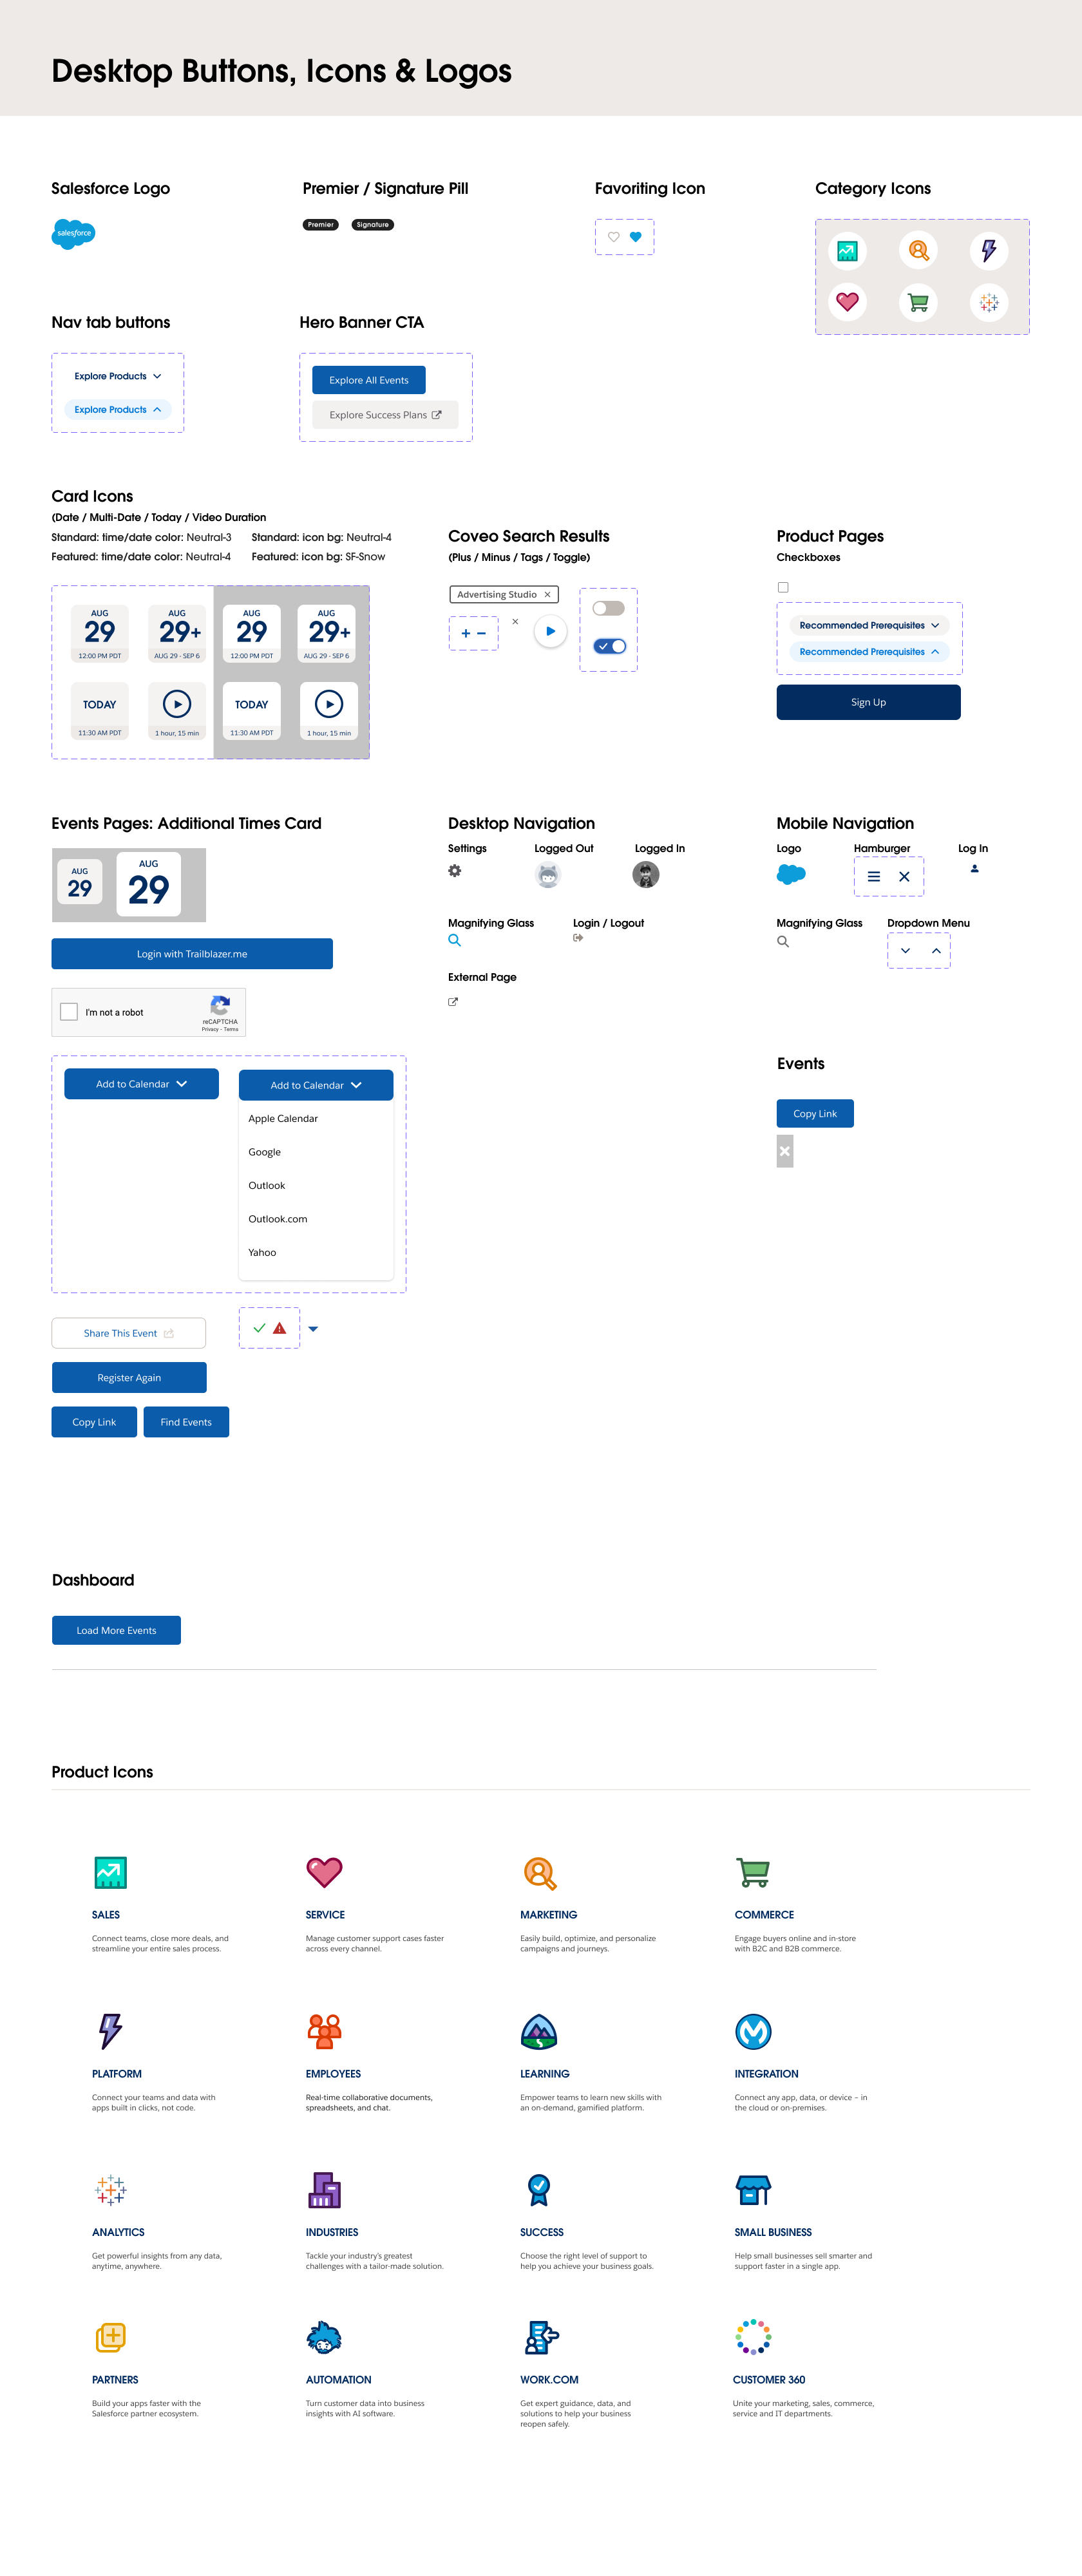 Desktop Buttons, Icons & Logos
Salesforce Logo
Premier / Signature Pill
Favoriting Icon
Category Icons
salesforce
Premier
Signature
Nav tab buttons
Hero Banner CTA
Explore Products
Explore Products
Explore All Events
Explore Success Plans
Card Icons
(Date / Multi-Date / Today / Video Duration
Standard: time/date color: Neutral-3
Standard: icon bg: Neutral-4
Featured: time/date color: Neutral-4
Featured: icon bg: SF-Snow
AUG
29
12:00 PM PDT
AUG
29+
AUG 29 - SEP 6
AUG
29
12:00 PM PDT
AUG
29+
AUG 29 - SEP 6
TODAY
11:30 AM PDT
1 hour, 15 min
TODAY
11:30 AM PDT
1 hour, 15 min
Coveo Search Results
(Plus / Minus / Tags / Toggle)
Advertising Studio
Product Pages
Checkboxes
Recommended Prerequisites
Recommended Prerequisites
Sign Up
Events Pages: Additional Times Card
AUG
29
AUG
29
Login with Trailblazer.me
I'm not a robot
reCAPTCHA
Privacy - Terms
Add to Calendar
Add to Calendar
Apple Calendar
Google
Outlook
Outlook.com
Yahoo
Share This Event
Register Again
Copy Link
Find Events
Desktop Navigation
Settings
Logged Out
Logged In
Magnifying Glass
Login / Logout
External Page
Mobile Navigation
Logo
Hamburger
Log In
Magnifying Glass
Dropdown Menu
Events
Copy Link
Dashboard
Load More Events
Product Icons
SALES
Connect teams, close more deals, and
streamline your entire sales process.
SERVICE
Manage customer support cases faster
across every channel.
MARKETING
Easily build, optimize, and personalize
campaigns and journeys.
COMMERCE
Engage buyers online and in-store
with B2C and B2B commerce.
PLATFORM
Connect your teams and data with
apps built in clicks, not code.
EMPLOYEES
Real-time collaborative documents,
spreadsheets, and chat.
LEARNING
Empower teams to learn new skills with
an on-demand, gamified platform.
INTEGRATION
Connect any app, data, or device – in
the cloud or on-premises.
ANALYTICS
Get powerful insights from any data,
anytime, anywhere.
INDUSTRIES
Tackle your industry's greatest
challenges with a tailor-made solution.
SUCCESS
Choose the right level of support to
help you achieve your business goals.
SMALL BUSINESS
Help small businesses sell smarter and
support faster in a single app.
PARTNERS
Build your apps faster with the
Salesforce partner ecosystem.
AUTOMATION
Turn customer data into business
insights with AI software.
WORK.COM
Get expert guidance, data, and
solutions to help your business
reopen safely.
CUSTOMER 360
Unite your marketing, sales, commerce,
service and IT departments.